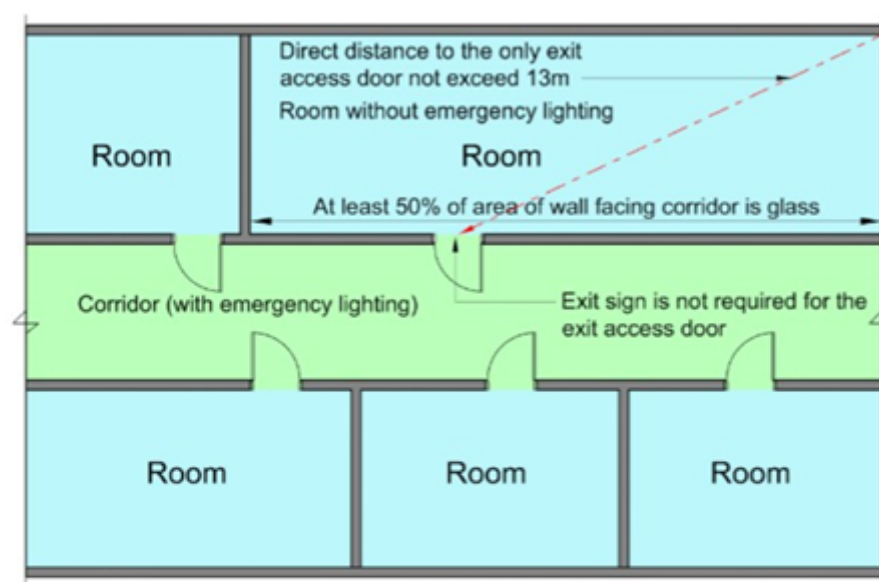 Direct distance to the only exit
access door not exceed 13m
Room without emergency lighting
Room
Room
At least 50% of area of wall facing corridor is glass
Corridor (with emergency lighting)
Exit sign is not required for the
exit access door
Room
Room
Room